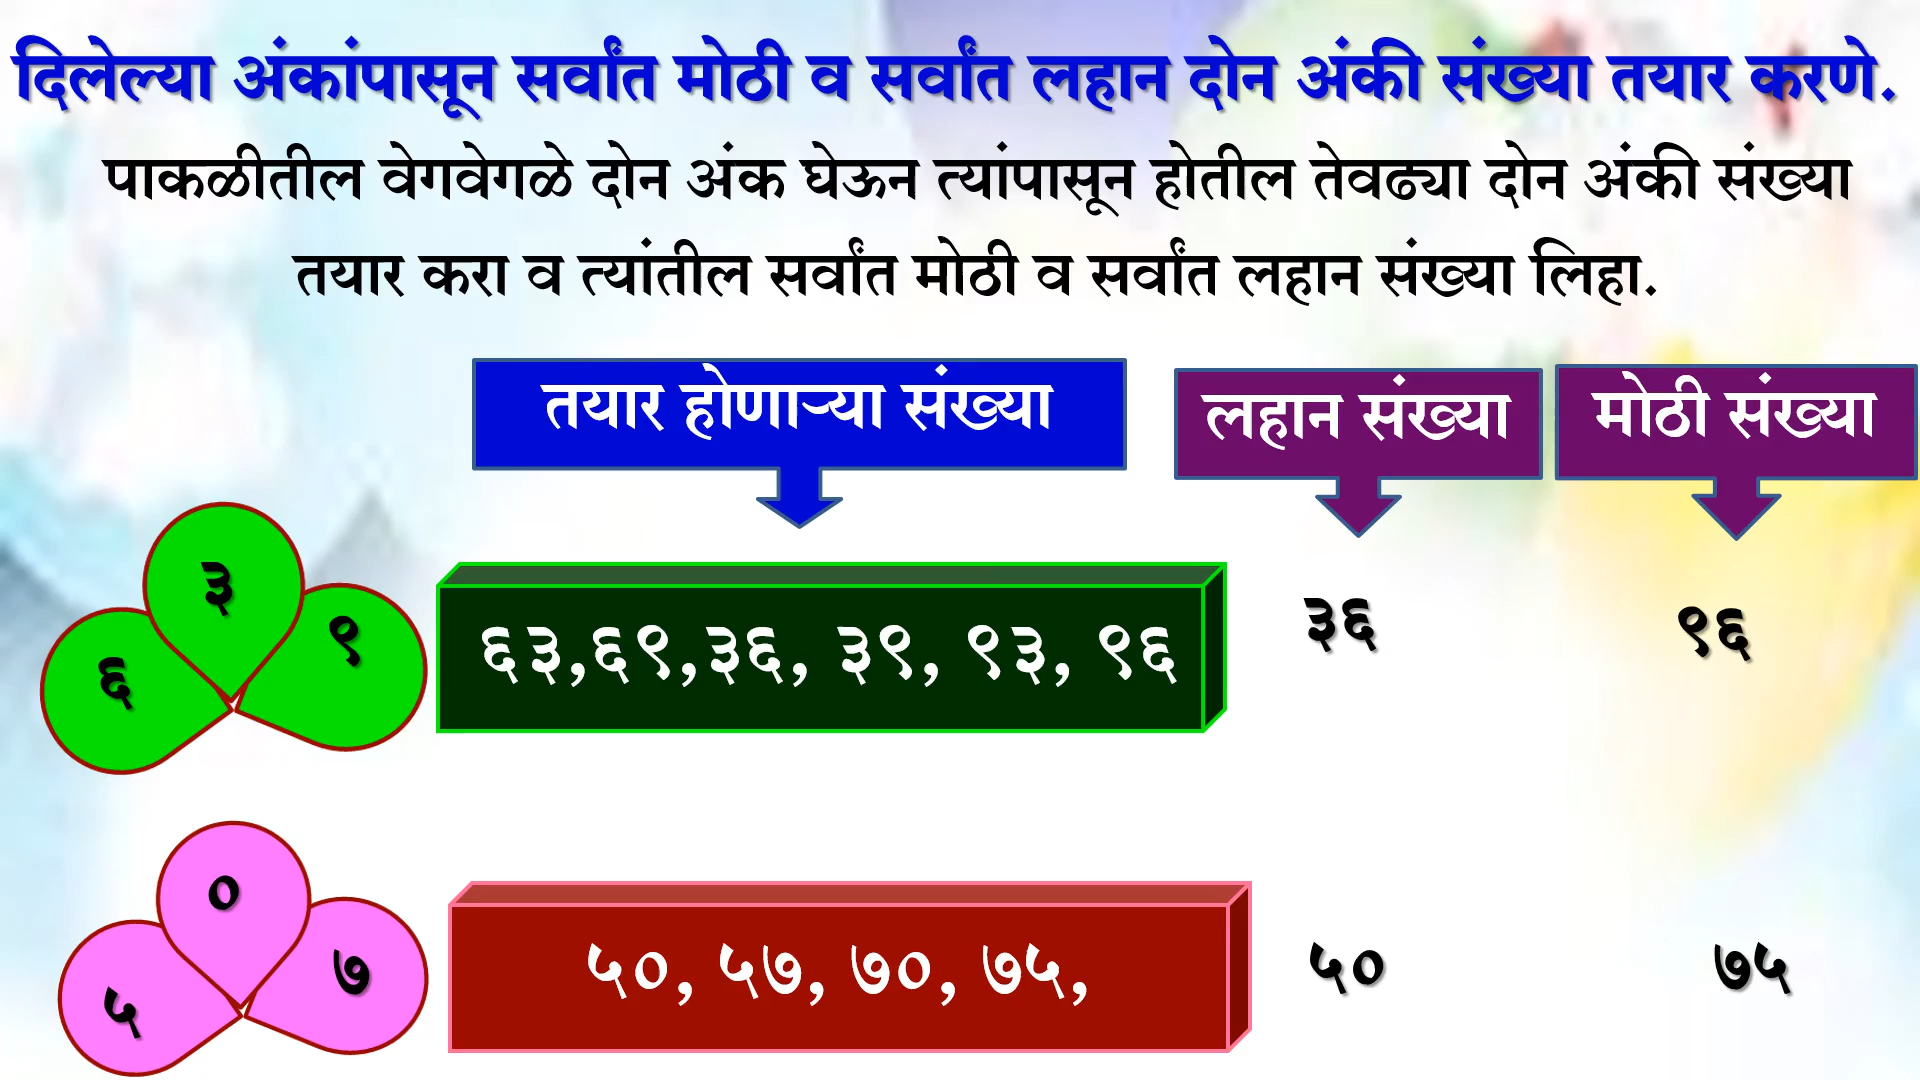 दिलेल्या अंकांपासून सर्वांत मोठी व सर्वांत लहान दोन अंकी संख्या तयार करणे.
पाकळीतील वेगवेगळे दोन अंक घेऊन त्यांपासून होतील तेवढ्या दोन अंकी संख्या
तयार करा व त्यांतील सर्वांत मोठी व सर्वांत लहान संख्या लिहा.
तयार होणाऱ्या संख्या
लहान संख्या
मोठी संख्या
६
३
९
६३,६९,३६, ३९, ९३, ९६
३६
९६
५
०
७
५०, ५७, ७०, ७५,
५०
७५